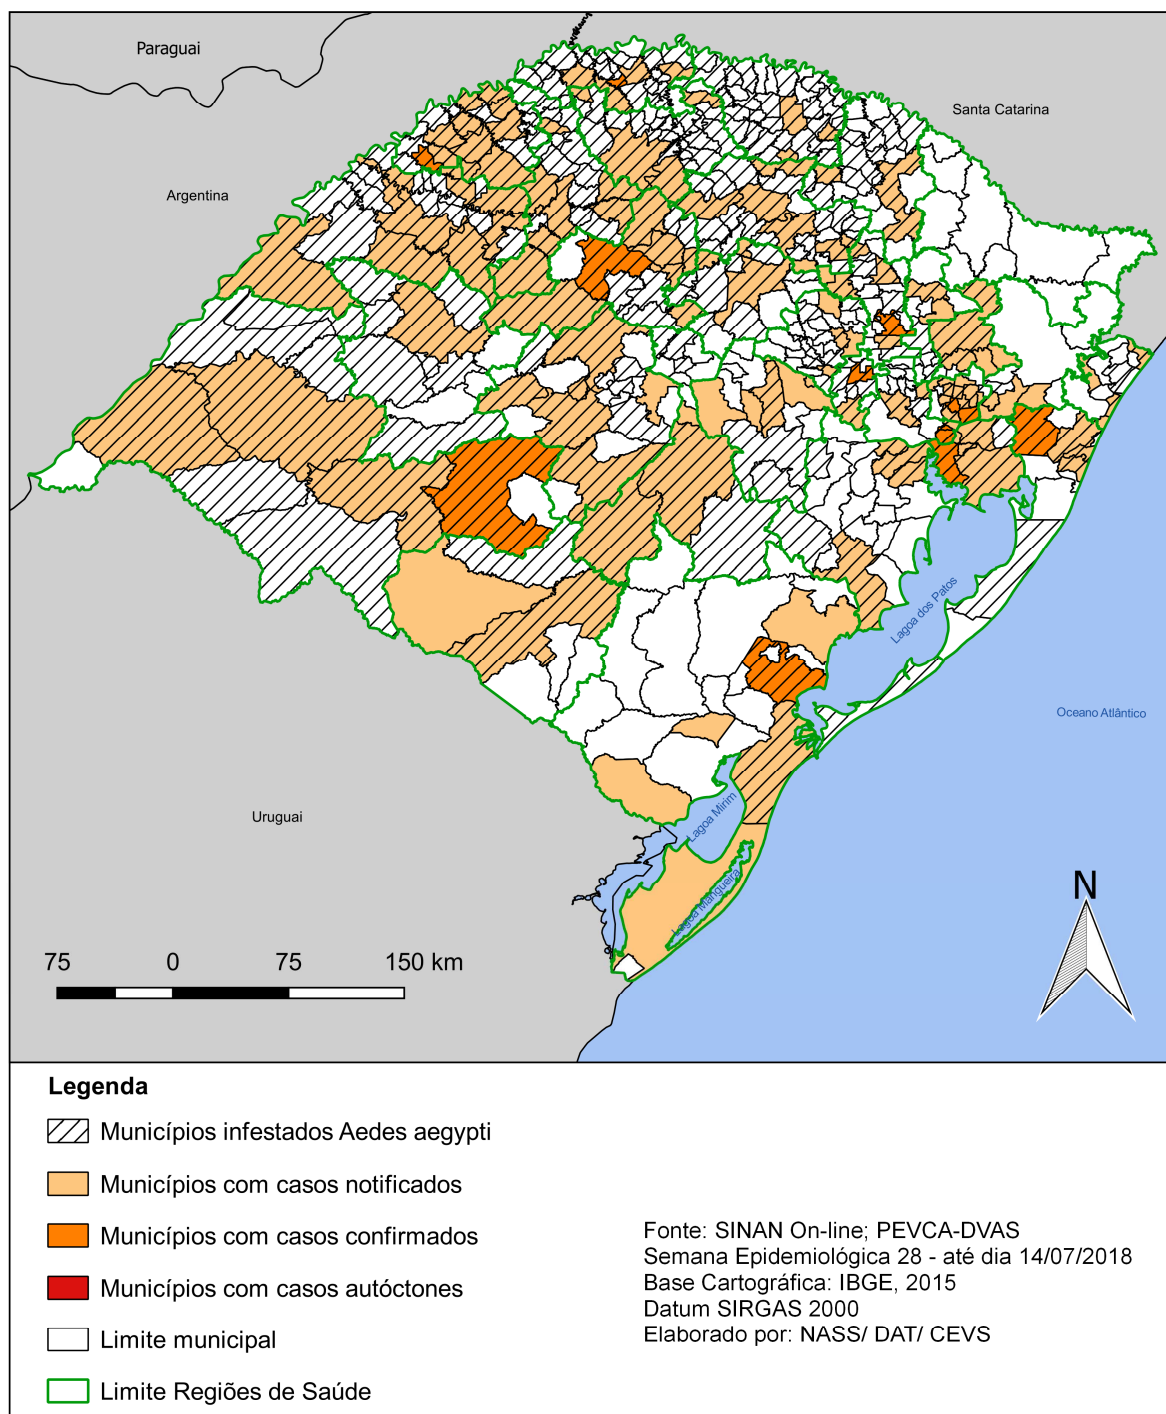 Paraguai
Santa Catarina
Argentina
Lagoa dos Patos
Oceano Atlântico
Uruguai
Lagoa Mirim
Lagoa Mangueira
N
75 0 75 150 km
Legenda
Municípios infestados Aedes aegypti
Municípios com casos notificados
Municípios com casos confirmados
Municípios com casos autóctones
Limite municipal
Limite Regiões de Saúde
Fonte: SINAN On-line; PEVCA-DVAS
Semana Epidemiológica 28 - até dia 14/07/2018
Base Cartográfica: IBGE, 2015
Datum SIRGAS 2000
Elaborado por: NASS/ DAT/ CEVS